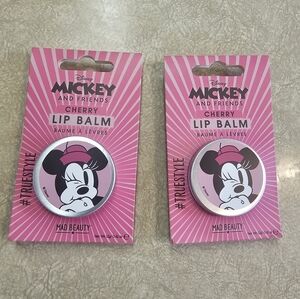 Disney
MICKEY
AND FRIENDS
CHERRY
LIP BALM
BAUME À LÈVRES
#TRUESTYLE
MAD BEAUTY
Disney
MICKEY
AND FRIENDS
CHERRY
LIP BALM
BAUME À LÈVRES
#TRUESTYLE
MAD BEAUTY